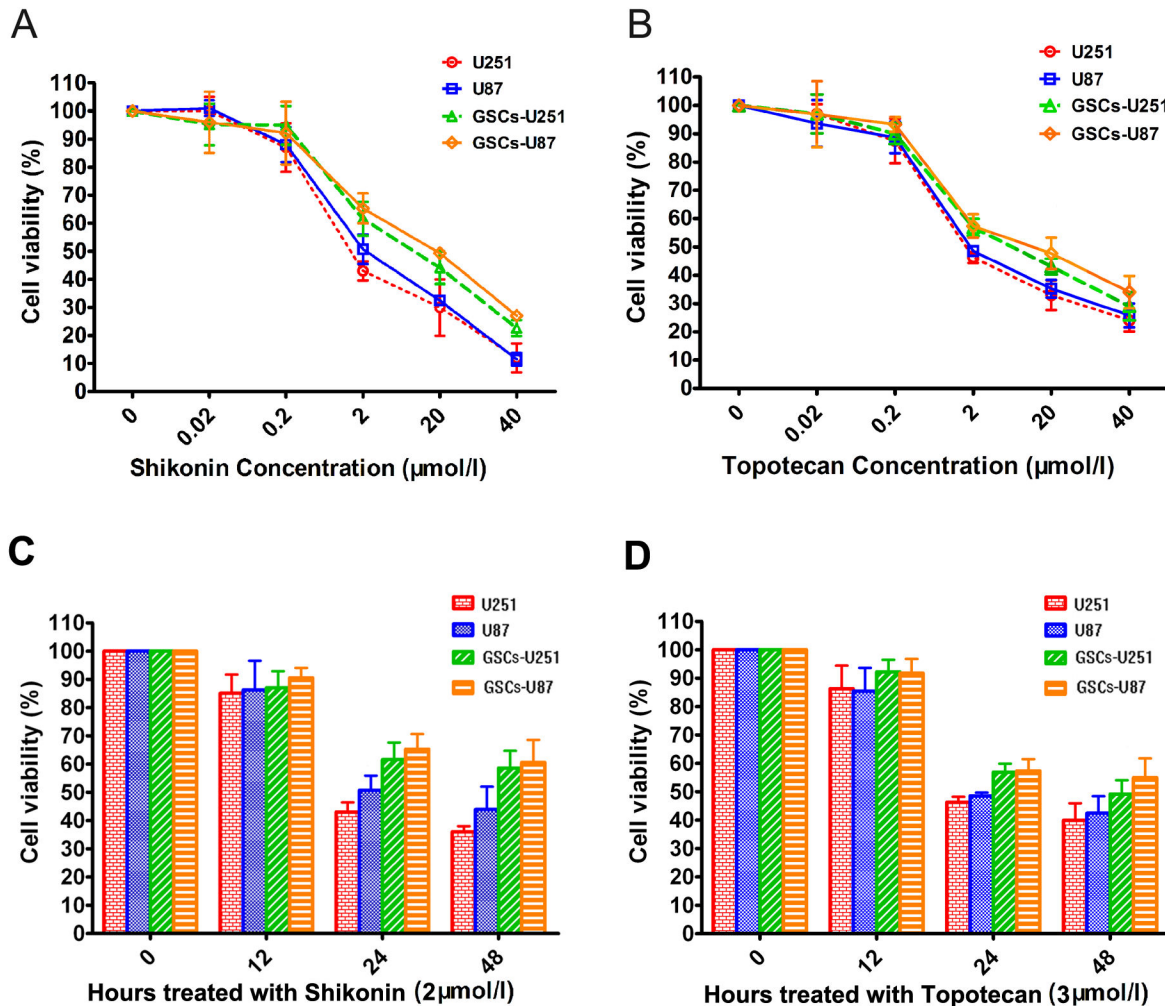 A
U251
U87
GSCs-U251
GSCs-U87
110
100
90
80
70
60
50
40
30
20
10
0
Cell viability (%)
0
0.02
0.2
2
20
40
Shikonin Concentration (μmol/l)
B
U251
U87
GSCs-U251
GSCs-U87
110
100
90
80
70
60
50
40
30
20
10
0
Cell viability (%)
0
0.02
0.2
2
20
40
Topotecan Concentration (μmol/l)
C
U251
U87
GSCs-U251
GSCs-U87
110
100
90
80
70
60
50
40
30
20
10
0
Cell viability (%)
0
12
24
48
Hours treated with Shikonin (2μmol/l)
D
U251
U87
GSCs-U251
GSCs-U87
110
100
90
80
70
60
50
40
30
20
10
0
Cell viability (%)
0
12
24
48
Hours treated with Topotecan (3μmol/l)